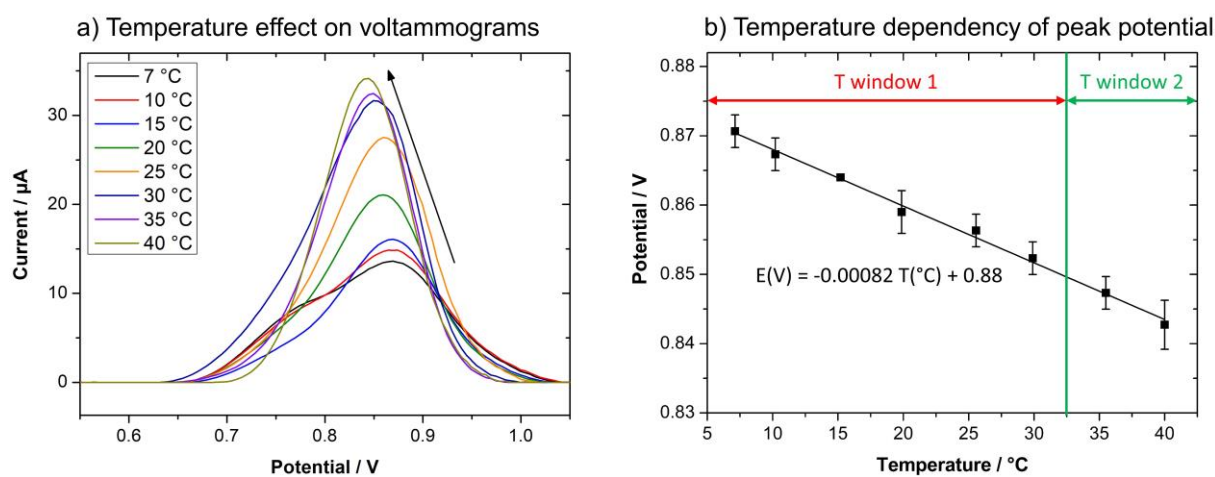 a) Temperature effect on voltammograms
7 °C
10 °C
15 °C
20 °C
25 °C
30 °C
35 °C
40 °C
30
20
10
0
Current / µA
0.6 0.7 0.8 0.9 1.0
Potential / V
b) Temperature dependency of peak potential
T window 1 T window 2
0.88
0.87
0.86
0.85
0.84
0.83
Potential / V
E(V) = -0.00082 T(°C) + 0.88
5 10 15 20 25 30 35 40
Temperature / °C